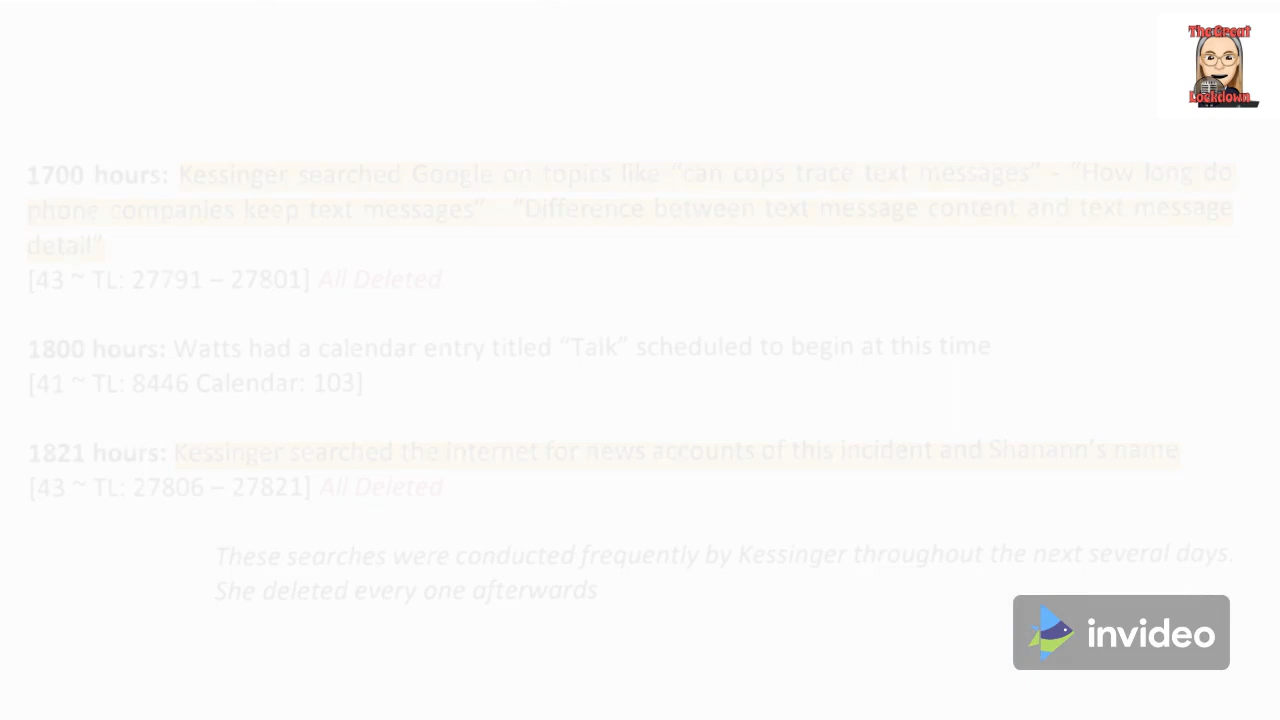 TheGreat
Lockdown
1700 hours: Kessinger searched Google on topics like “can cops trace text messages” - “How long do
phone companies keep text messages” - “Difference between text message content and text message
detail”
[43 ~ TL: 27791 – 27801] All Deleted
1800 hours: Watts had a calendar entry titled “Talk” scheduled to begin at this time
[41 ~ TL: 8446 Calendar: 103]
1821 hours: Kessinger searched the internet for news accounts of this incident and Shanann’s name
[43 ~ TL: 27806 – 27821] All Deleted
These searches were conducted frequently by Kessinger throughout the next several days.
She deleted every one afterwards
invideo